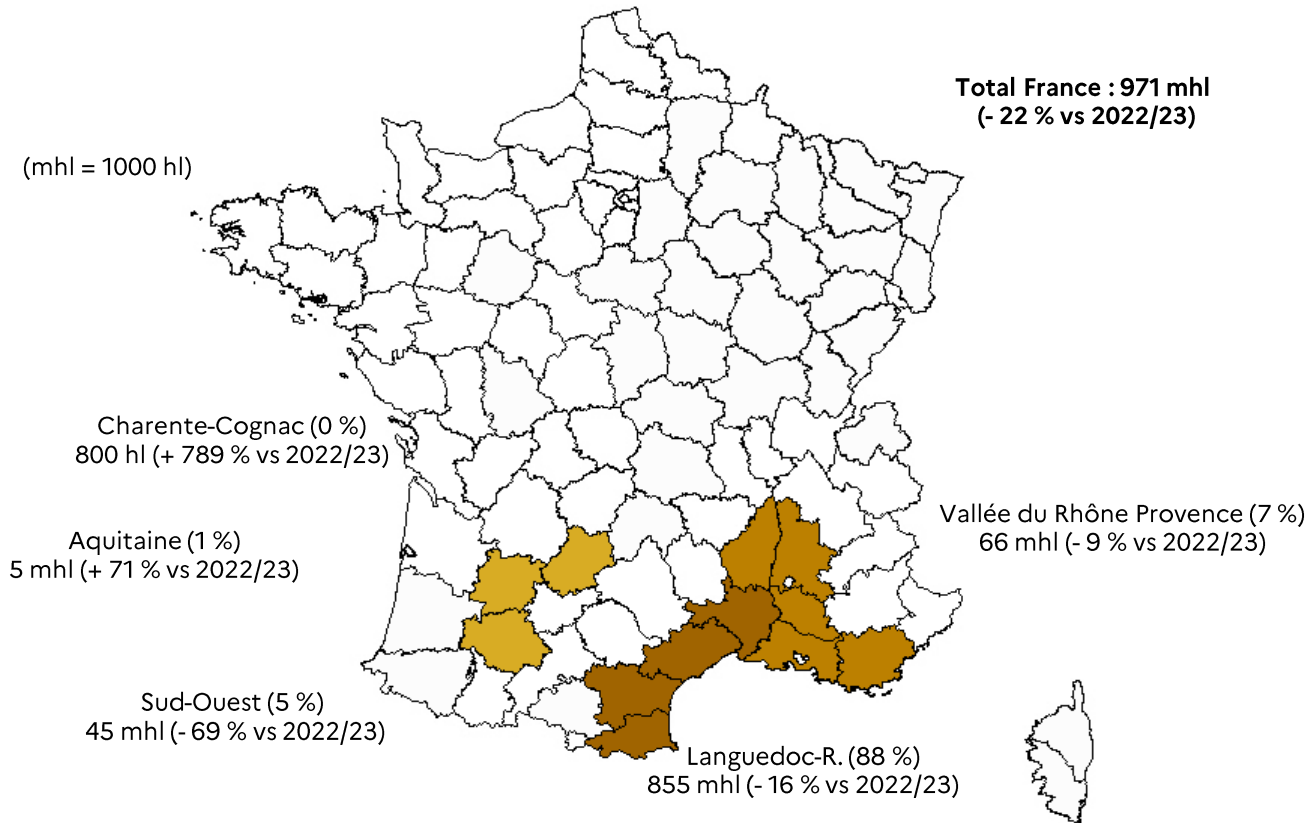 Total France : 971 mhl
(- 22 % vs 2022/23)
(mhl = 1000 hl)
Charente-Cognac (0 %)
800 hl (+ 789 % vs 2022/23)
Vallée du Rhône Provence (7 %)
66 mhl (- 9 % vs 2022/23)
Aquitaine (1 %)
5 mhl (+ 71 % vs 2022/23)
Sud-Ouest (5 %)
45 mhl (- 69 % vs 2022/23)
Languedoc-R. (88 %)
855 mhl (- 16 % vs 2022/23)